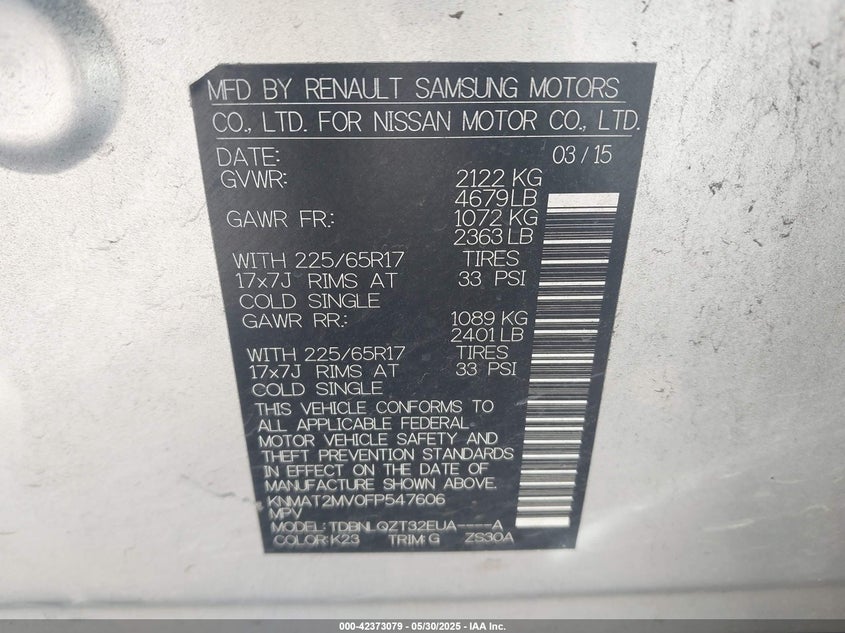 MFD BY RENAULT SAMSUNG MOTORS
CO., LTD. FOR NISSAN MOTOR CO., LTD.
DATE: 03 / 15
GVWR: 2122 KG
4679 LB
GAWR FR.: 1072 KG
2363 LB
WITH 225/65R17 TIRES
17x7J RIMS AT 33 PSI
COLD SINGLE
GAWR RR.: 1089 KG
2401 LB
WITH 225/65R17 TIRES
17x7J RIMS AT 33 PSI
COLD SINGLE
THIS VEHICLE CONFORMS TO
ALL APPLICABLE FEDERAL
MOTOR VEHICLE SAFETY AND
THEFT PREVENTION STANDARDS
IN EFFECT ON THE DATE OF
MANUFACTURE SHOWN ABOVE.
KNMAT2MV0FP547606
MPV
MODEL: TDBNLQZT32EUA----A
COLOR: K23 TRIM: G ZS30A
000-42373079 - 05/30/2025 - IAA Inc.